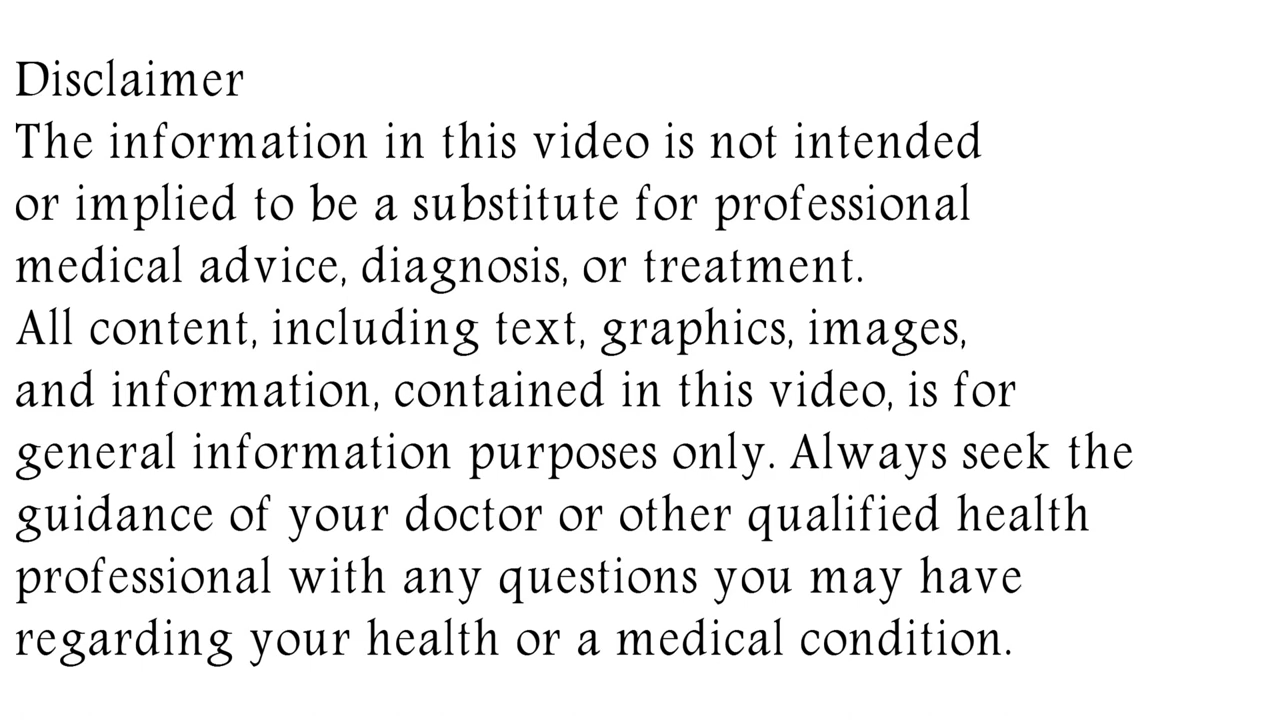 Disclaimer
The information in this video is not intended
or implied to be a substitute for professional
medical advice, diagnosis, or treatment.
All content, including text, graphics, images,
and information, contained in this video, is for
general information purposes only. Always seek the
guidance of your doctor or other qualified health
professional with any questions you may have
regarding your health or a medical condition.